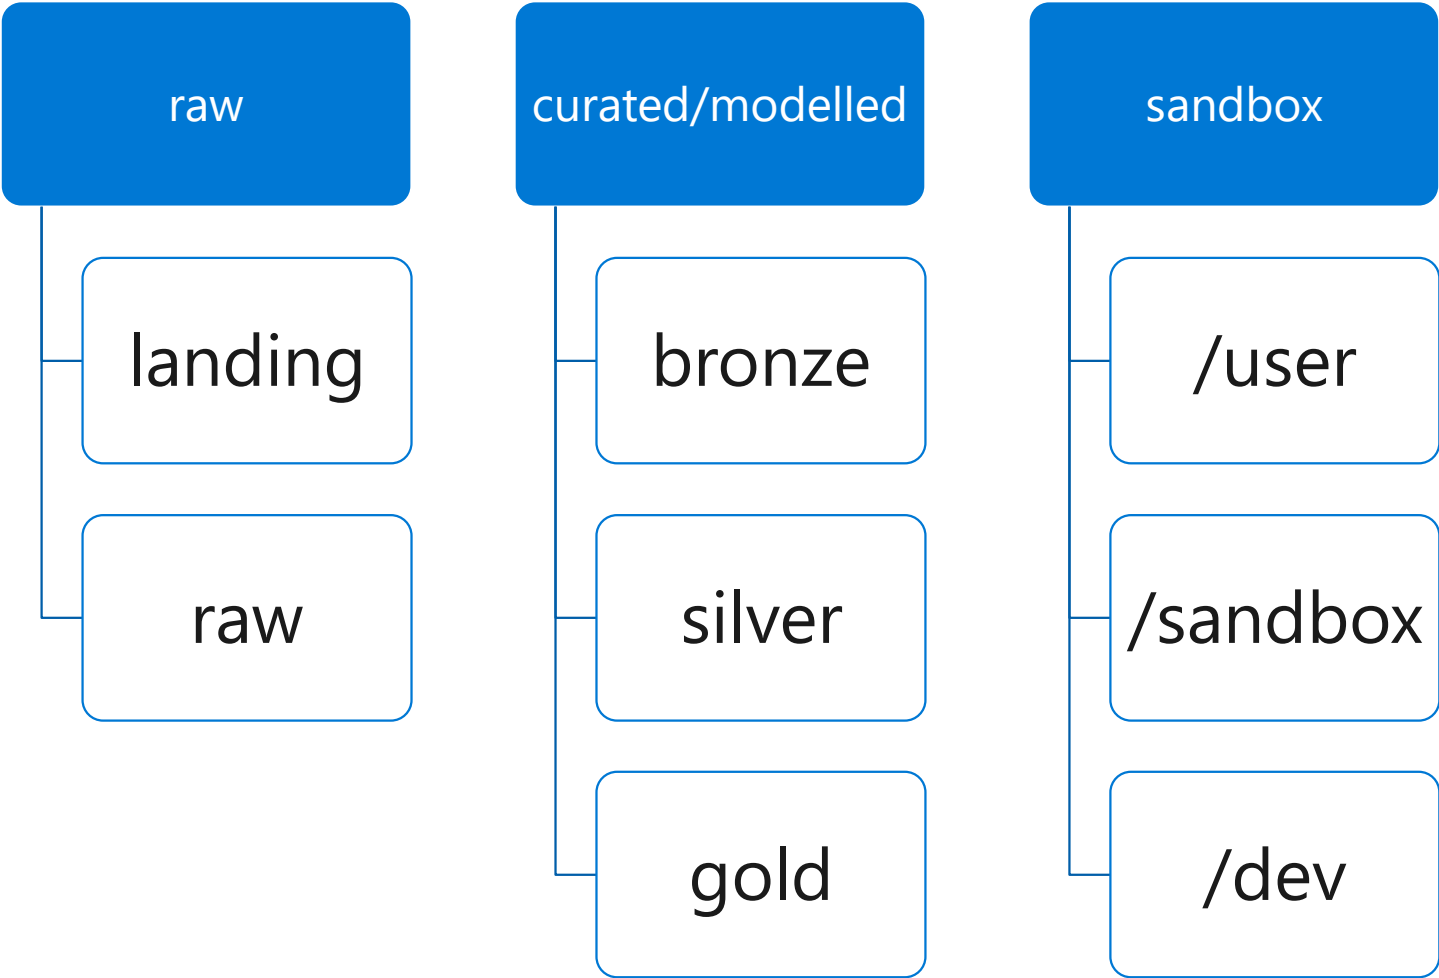 raw
landing
raw
curated/modelled
bronze
silver
gold
sandbox
/user
/sandbox
/dev